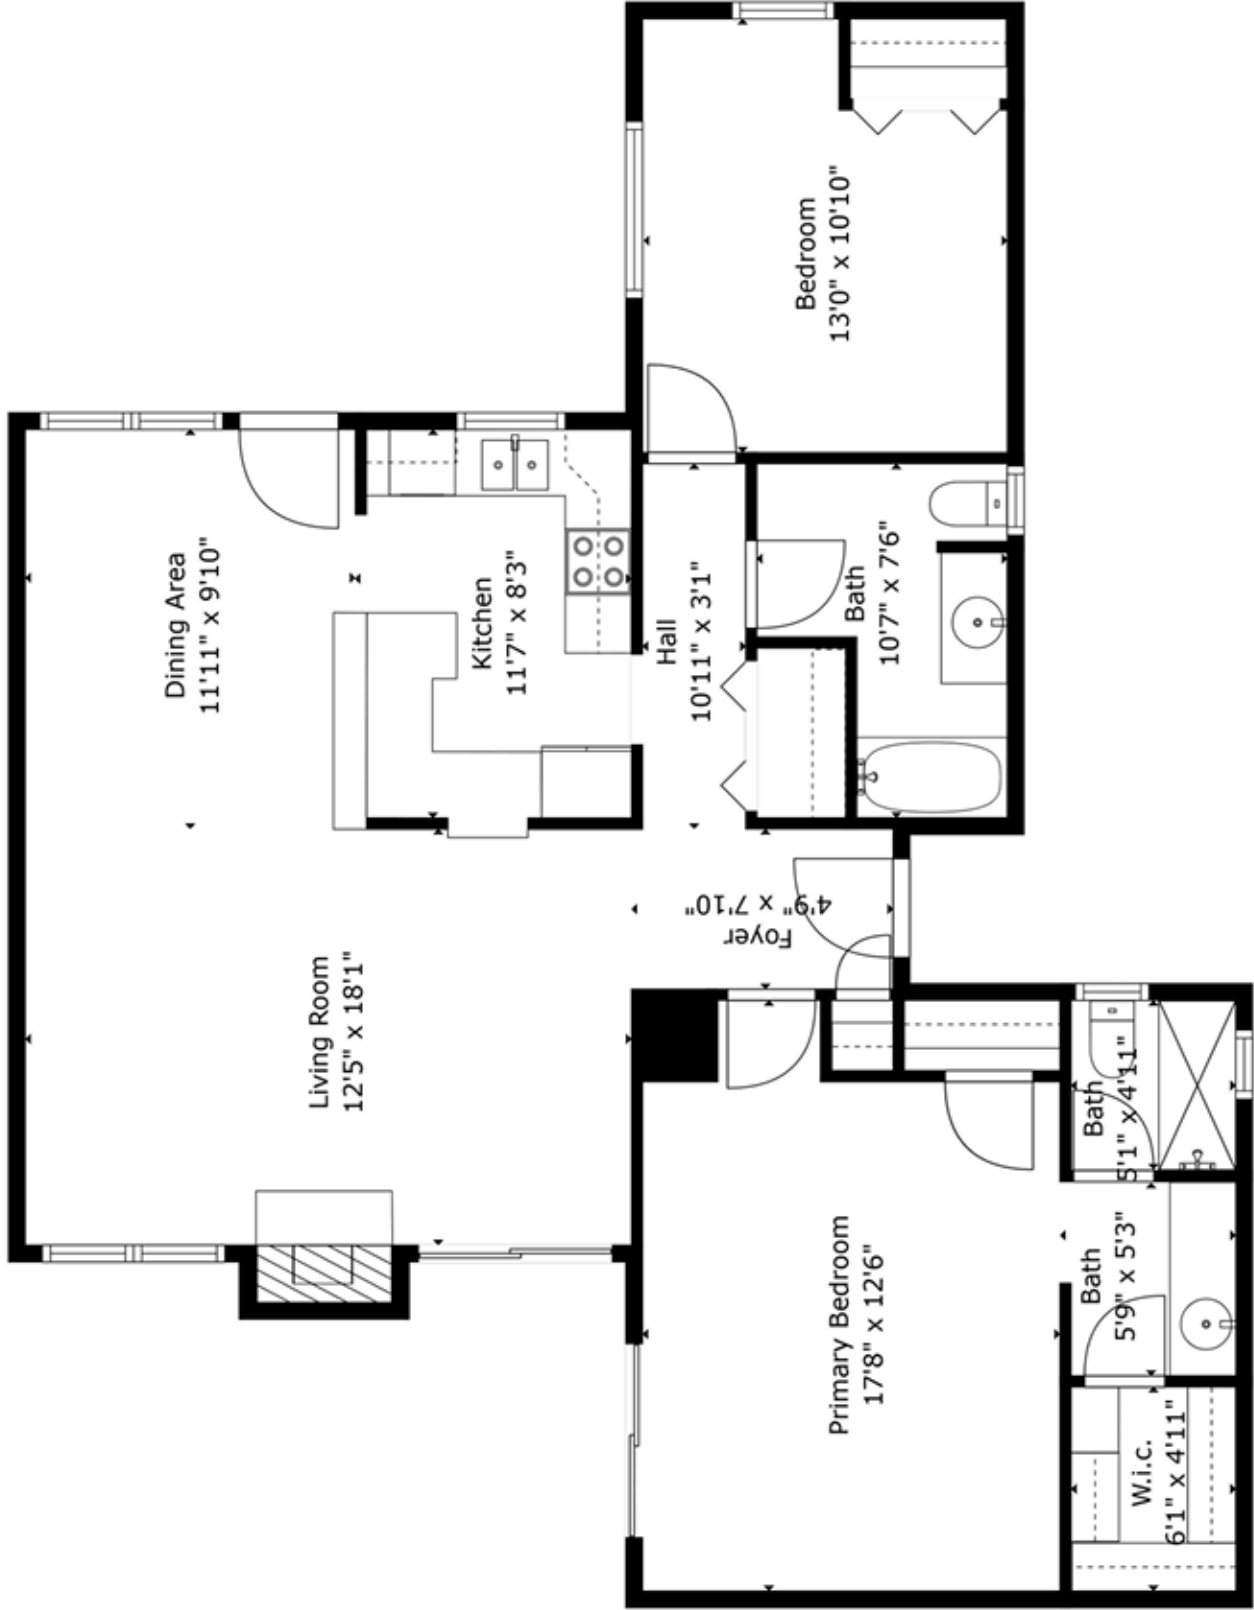 Bedroom
13'0" x 10'10"
Dining Area
11'11" x 9'10"
Kitchen
11'7" x 8'3"
Hall
10'11" x 3'1"
Bath
10'7" x 7'6"
Foyer
4'9" x 7'10"
Living Room
12'5" x 18'1"
Primary Bedroom
17'8" x 12'6"
Bath
5'1" x 4'11"
Bath
5'9" x 5'3"
W.i.c.
6'1" x 4'11"